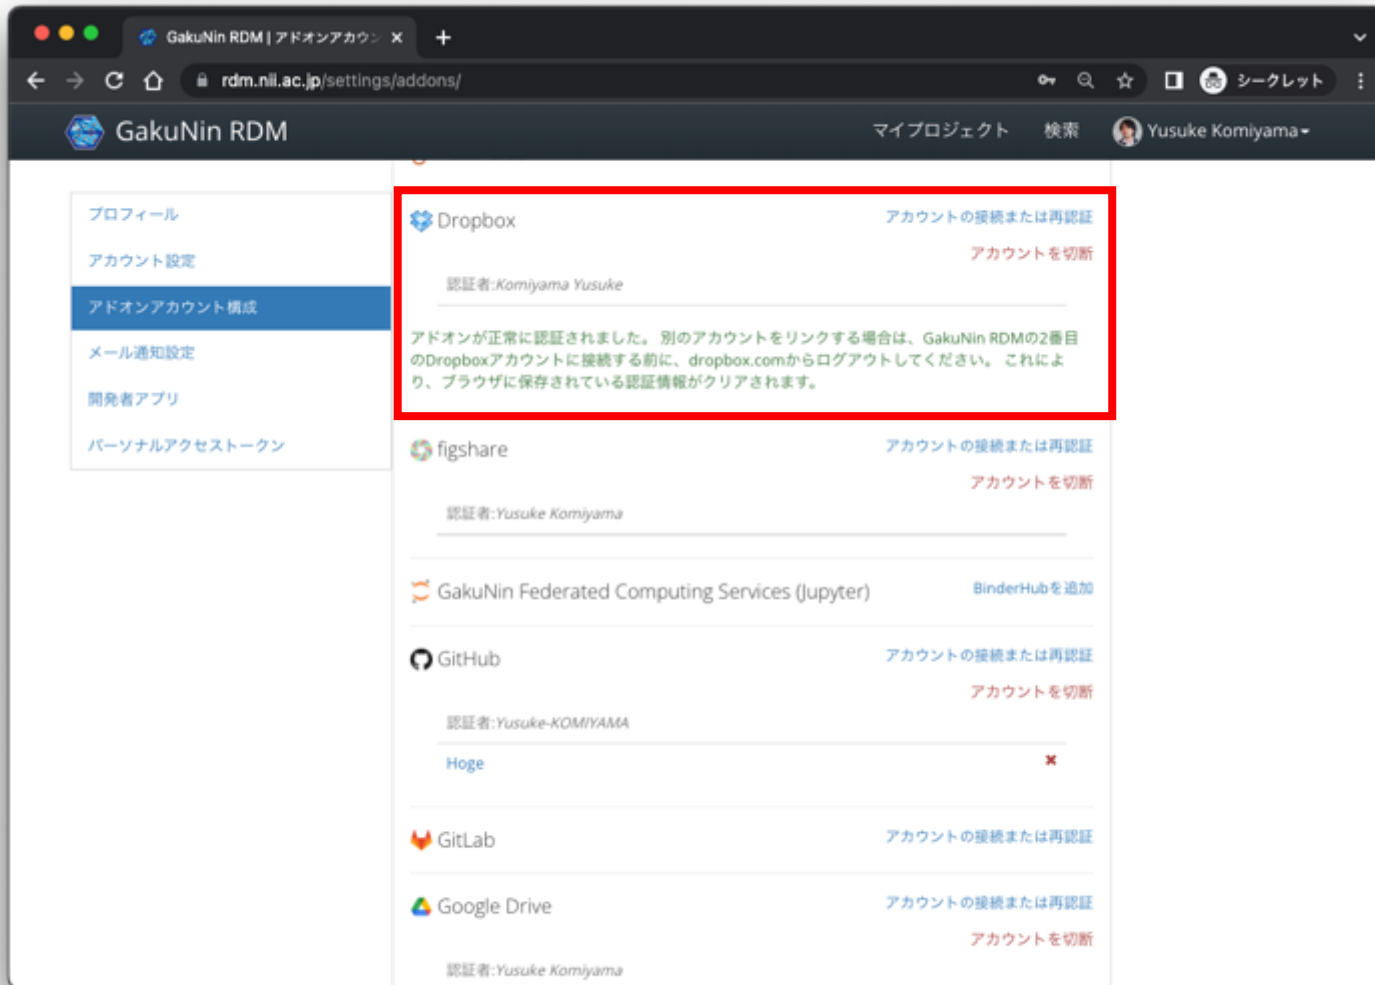 GakuNin RDM | アドオンアカウン
rdm.nii.ac.jp/settings/addons/
シークレット
GakuNin RDM
マイプロジェクト
検索
Yusuke Komiyama
プロフィール
アカウント設定
アドオンアカウント構成
メール通知設定
開発者アプリ
パーソナルアクセストークン
Dropbox
アカウントの接続または再認証
アカウントを切断
認証者:Komiyama Yusuke
アドオンが正常に認証されました。 別のアカウントをリンクする場合は、GakuNin RDMの2番目
のDropboxアカウントに接続する前に、dropbox.comからログアウトしてください。 これによ
り、ブラウザに保存されている認証情報がクリアされます。
figshare
アカウントの接続または再認証
アカウントを切断
認証者:Yusuke Komiyama
GakuNin Federated Computing Services (Jupyter)
BinderHubを追加
GitHub
アカウントの接続または再認証
アカウントを切断
認証者:Yusuke-KOMIYAMA
Hoge
GitLab
アカウントの接続または再認証
Google Drive
アカウントの接続または再認証
アカウントを切断
認証者:Yusuke Komiyama